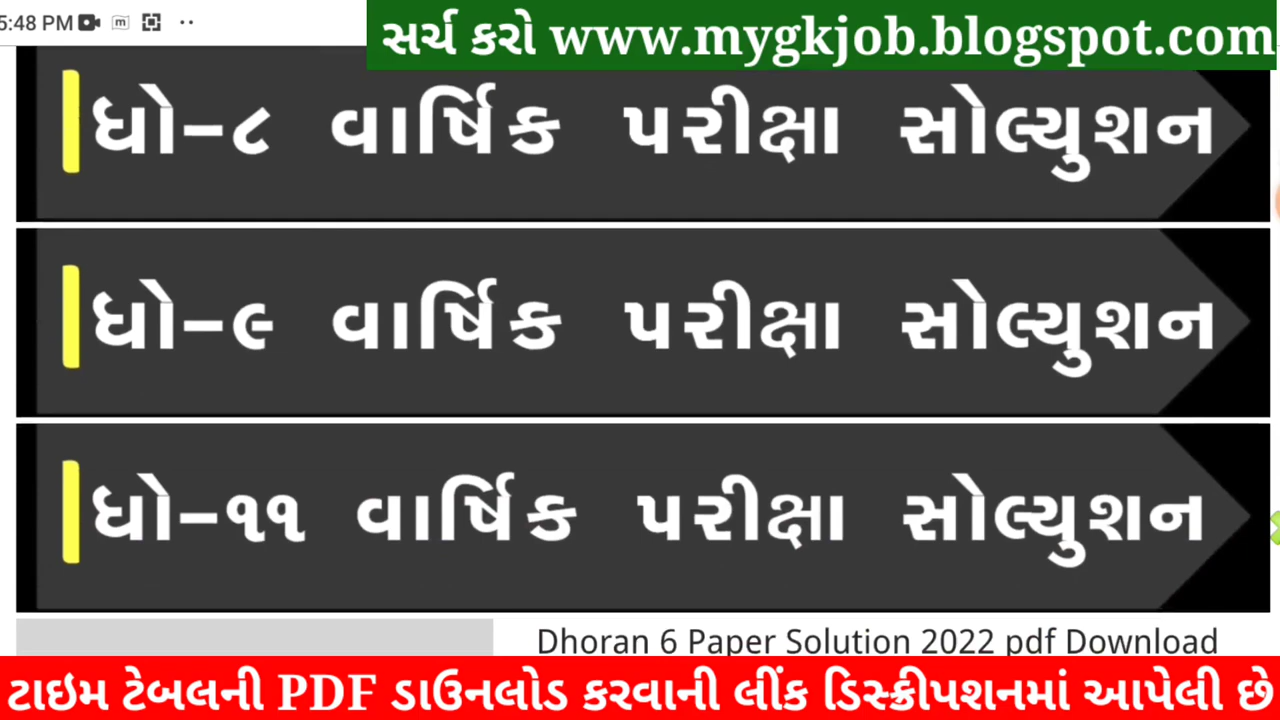 5:48 PM
સર્ચ કરો www.mygkjob.blogspot.com
ધો-૮ વાર્ષિક પરીક્ષા સોલ્યુશન
ધો-૯ વાર્ષિક પરીક્ષા સોલ્યુશન
ધો-૧૧ વાર્ષિક પરીક્ષા સોલ્યુશન
Dhoran 6 Paper Solution 2022 pdf Download
ટાઇમ ટેબલની PDF ડાઉનલોડ કરવાની લીંક ડિસ્ક્રીપશનમાં આપેલી છે